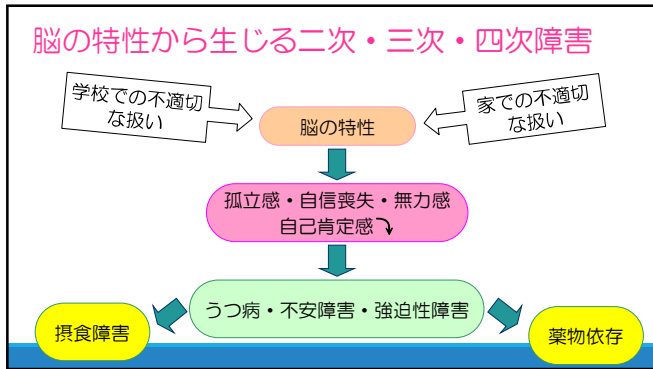 脳の特性から生じる二次・三次・四次障害
学校での不適切
な扱い
家での不適切
な扱い
脳の特性
孤立感・自信喪失・無力感
自己肯定感⤵
うつ病・不安障害・強迫性障害
摂食障害
薬物依存